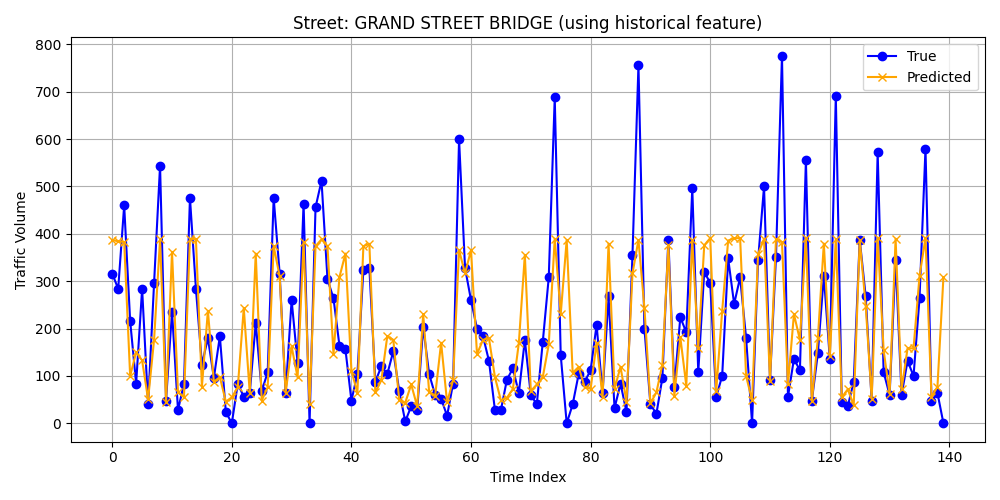 Street: GRAND STREET BRIDGE (using historical feature)
True
Predicted
Traffic Volume
800
700
600
500
400
300
200
100
0
0 20 40 60 80 100 120 140
Time Index